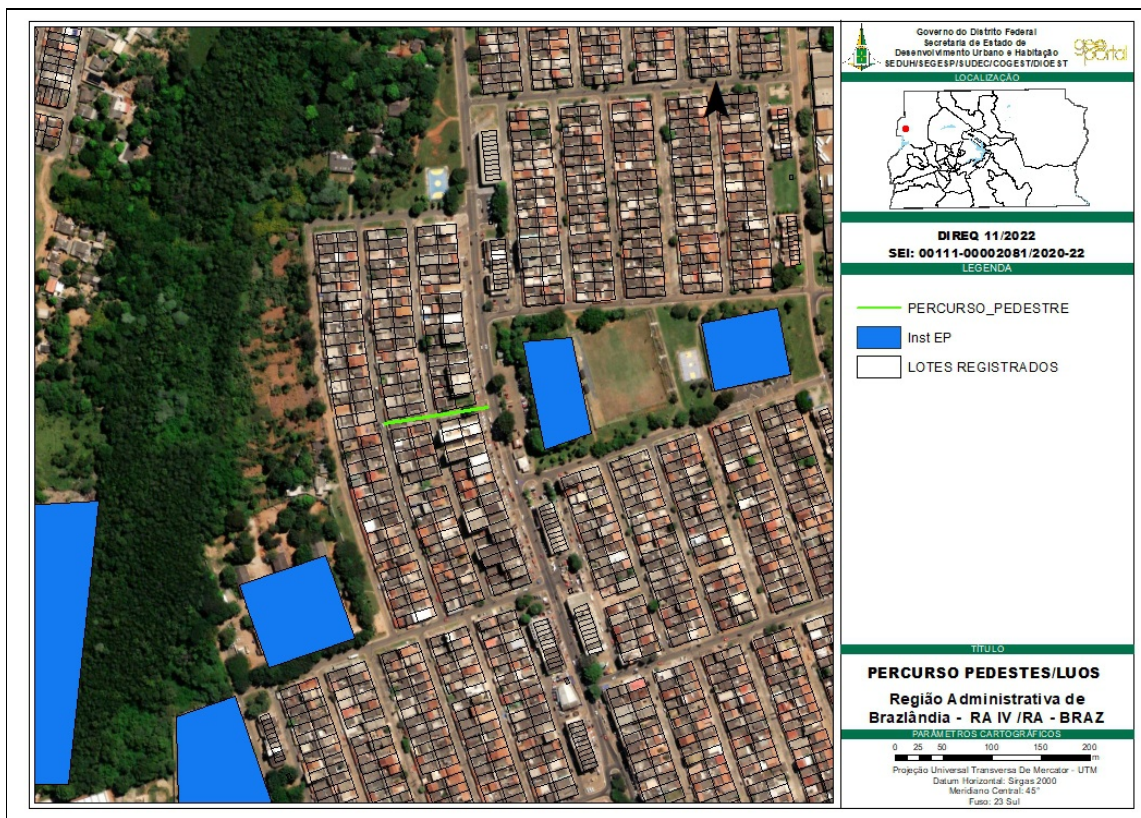 Governo do Distrito Federal
Secretaria de Estado de
Desenvolvimento Urbano e Habitação
SEDUH/SEGESP/SUDEC/COGEST/DIOEST
geo
portal
LOCALIZAÇÃO
DIREQ 11/2022
SEI: 00111-00002081/2020-22
LEGENDA
PERCURSO_PEDESTRE
Inst EP
LOTES REGISTRADOS
TÍTULO
PERCURSO PEDESTES/LUOS
Região Administrativa de
Brazlândia - RA IV /RA - BRAZ
PARÂMETROS CARTOGRÁFICOS
0 25 50 100 150 200
m
Projeção Universal Transversa De Mercator - UTM
Datum Horizontal: Sirgas 2000
Meridiano Central: 45°
Fuso: 23 Sul